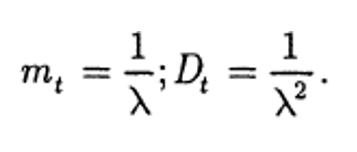 m_t = 1/λ; D_t = 1/λ².